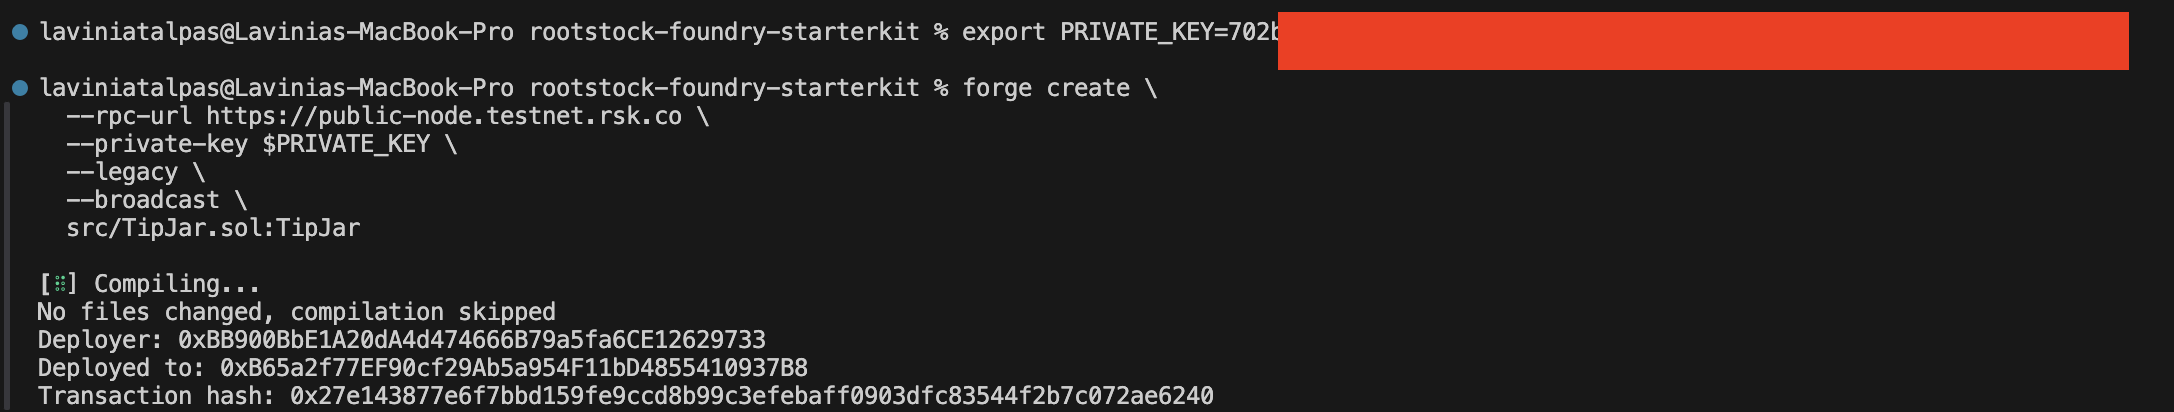 laviniatalpas@Lavinias-MacBook-Pro rootstock-foundry-starterkit % export PRIVATE_KEY=702b
laviniatalpas@Lavinias-MacBook-Pro rootstock-foundry-starterkit % forge create \
--rpc-url https://public-node.testnet.rsk.co \
--private-key $PRIVATE_KEY \
--legacy \
--broadcast \
src/TipJar.sol:TipJar
[⠿] Compiling...
No files changed, compilation skipped
Deployer: 0xBB900BbE1A20dA4d474666B79a5fa6CE12629733
Deployed to: 0xB65a2f77EF90cf29Ab5a954F11bD4855410937B8
Transaction hash: 0x27e143877e6f7bbd159fe9ccd8b99c3efebaff0903dfc83544f2b7c072ae6240